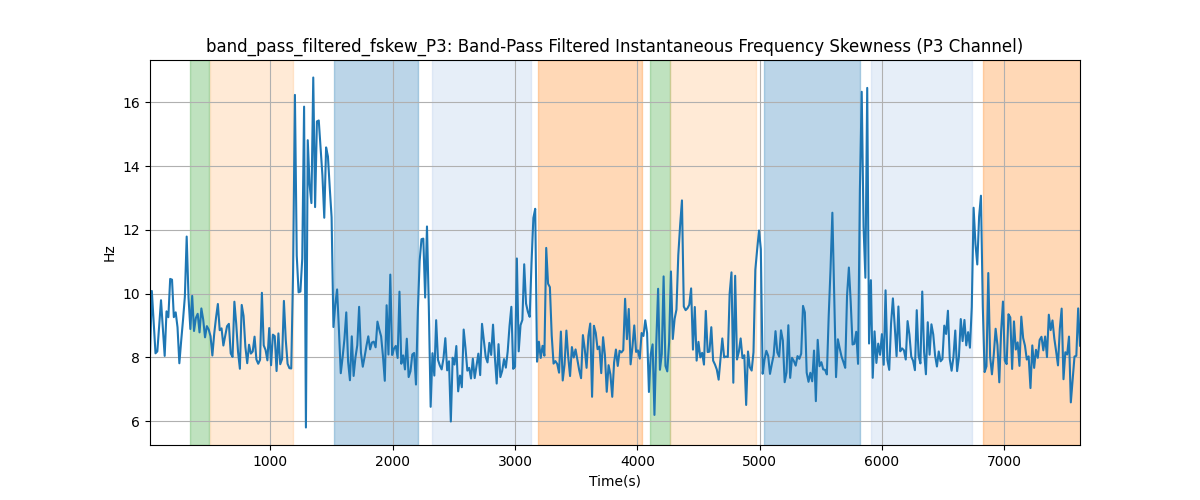 band_pass_filtered_fskew_P3: Band-Pass Filtered Instantaneous Frequency Skewness (P3 Channel)
16
14
12
10
8
6
Hz
1000 2000 3000 4000 5000 6000 7000
Time(s)